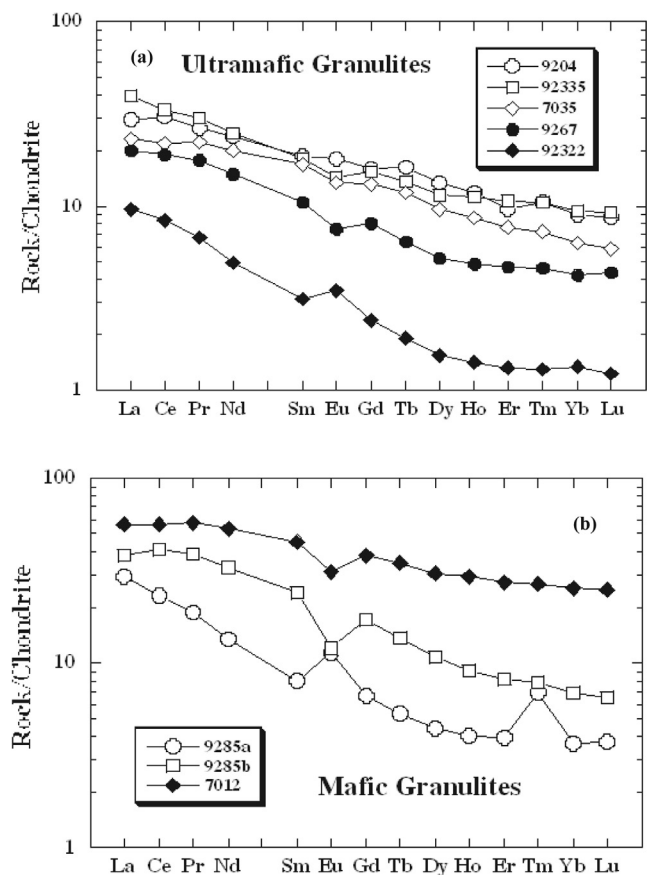 100
(a) Ultramafic Granulites
9204
92335
7035
9267
92322
10
1
Rock/Chondrite
La Ce Pr Nd Sm Eu Gd Tb Dy Ho Er Tm Yb Lu
100
(b)
10
9285a
9285b
7012
Mafic Granulites
1
Rock/Chondrite
La Ce Pr Nd Sm Eu Gd Tb Dy Ho Er Tm Yb Lu